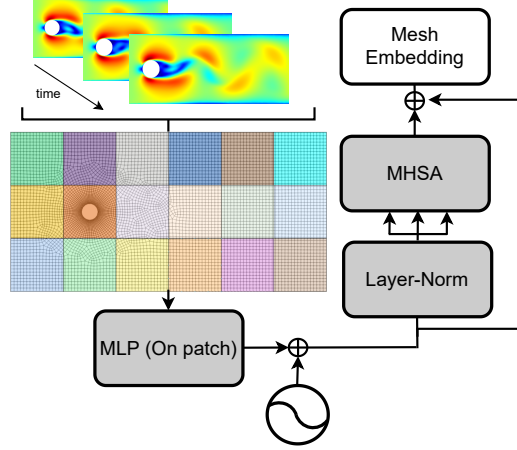 time
Mesh
Embedding
MHSA
Layer-Norm
MLP (On patch)